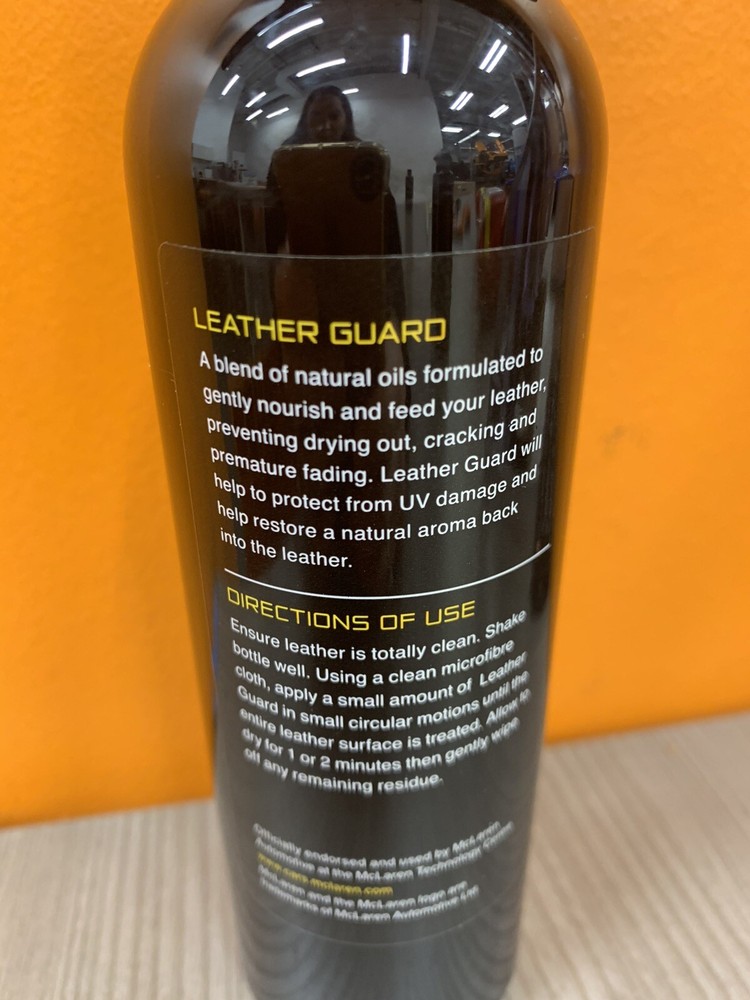 LEATHER GUARD
A blend of natural oils formulated to
gently nourish and feed your leather,
preventing drying out, cracking and
premature fading. Leather Guard will
help to protect from UV damage and
help restore a natural aroma back
into the leather.
DIRECTIONS OF USE
Ensure leather is totally clean. Shake
bottle well. Using a clean microfibre
cloth, apply a small amount of Leather
Guard in small circular motions until the
entire leather surface is treated. Allow to
dry for 1 or 2 minutes then gently wipe
off any remaining residue.
Officially endorsed and used by McLaren
Automotive at the McLaren Technology Centre.
www.cars.mclaren.com
McLaren and the McLaren logo are
trademarks of McLaren Automotive Ltd.